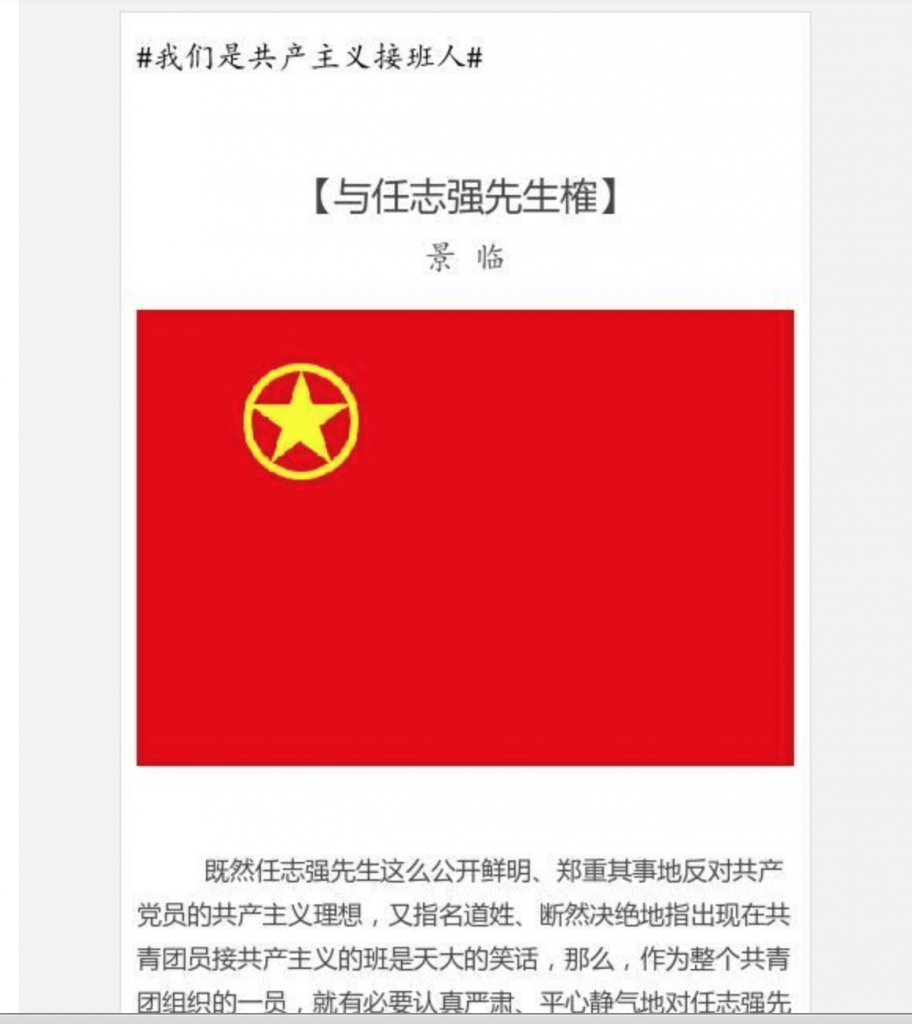 #我们是共产主义接班人#
【与任志强先生榷】
景 临
既然任志强先生这么公开鲜明、郑重其事地反对共产
党员的共产主义理想，又指名道姓、断然决绝地指出现在共
青团员接共产主义的班是天大的笑话，那么，作为整个共青
团组织的一员，就有必要认真严肃、平心静气地对任志强先